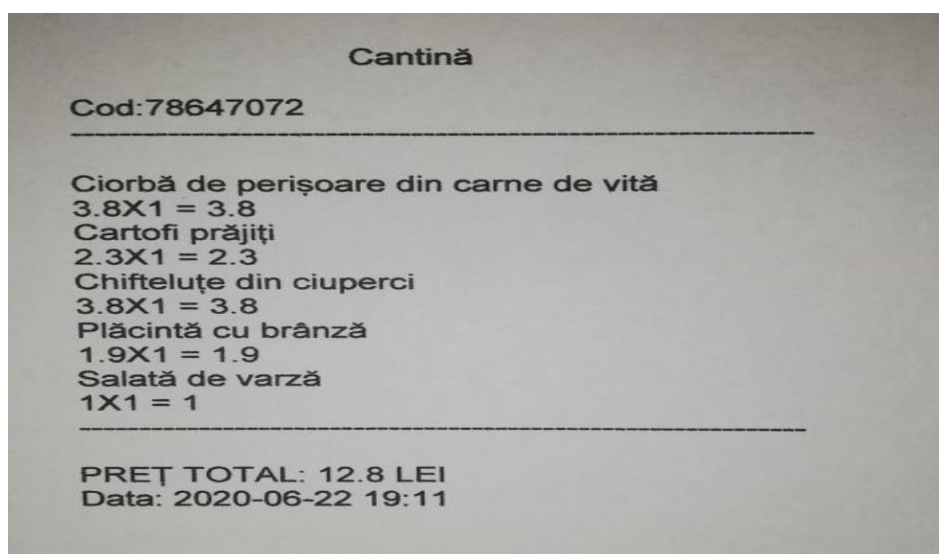 Cantină
Cod:78647072
--------------------------------------------------------------
Ciorbă de perișoare din carne de vită
3.8X1 = 3.8
Cartofi prăjiți
2.3X1 = 2.3
Chifteluțe din ciuperci
3.8X1 = 3.8
Plăcintă cu brânză
1.9X1 = 1.9
Salată de varză
1X1 = 1
--------------------------------------------------------------
PREȚ TOTAL: 12.8 LEI
Data: 2020-06-22 19:11